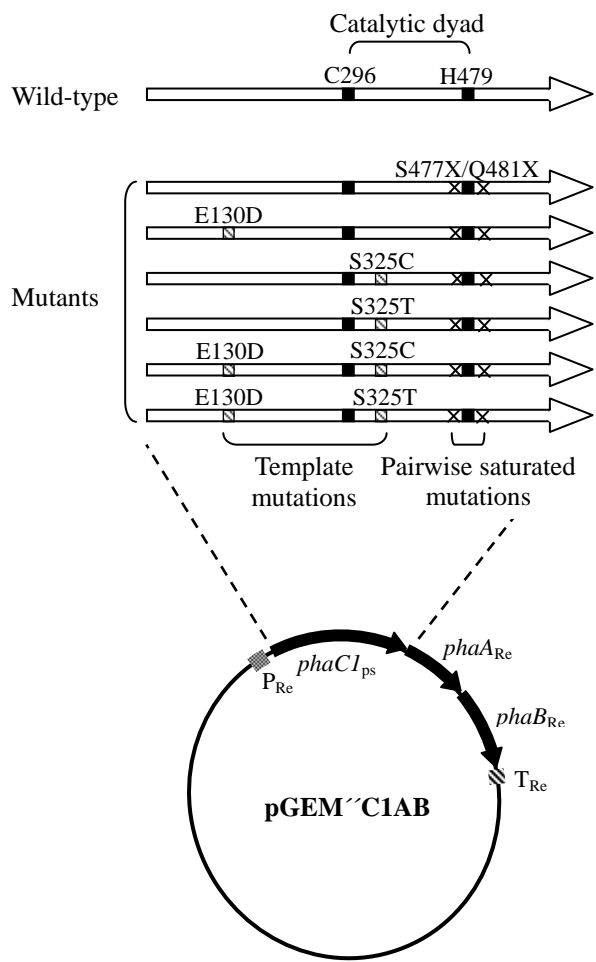 Catalytic dyad
C296 H479
Wild-type
S477X/Q481X
E130D
S325C
Mutants
S325T
E130D S325C
E130D S325T
Template mutations
Pairwise saturated mutations
P_Re
phaC1_ps
phaA_Re
phaB_Re
T_Re
pGEM´´C1AB